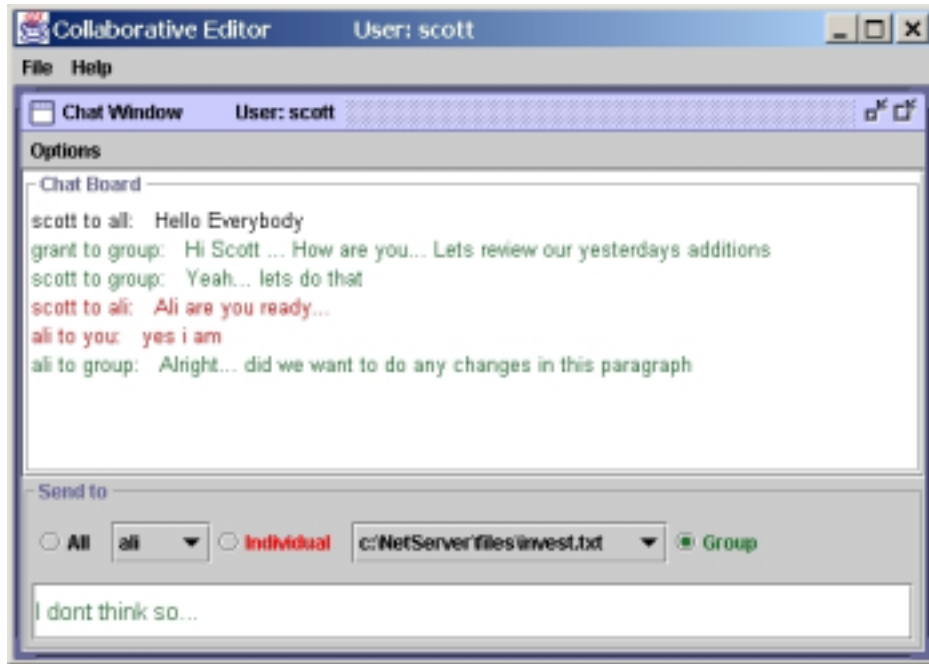 Collaborative Editor User: scott
File Help
Chat Window User: scott
Options
Chat Board
scott to all: Hello Everybody
grant to group: Hi Scott ... How are you... Lets review our yesterdays additions
scott to group: Yeah... lets do that
scott to ali: Ali are you ready...
ali to you: yes i am
ali to group: Alright... did we want to do any changes in this paragraph
Send to
All ali Individual c:\NetServer\files\invest.txt Group
I dont think so...